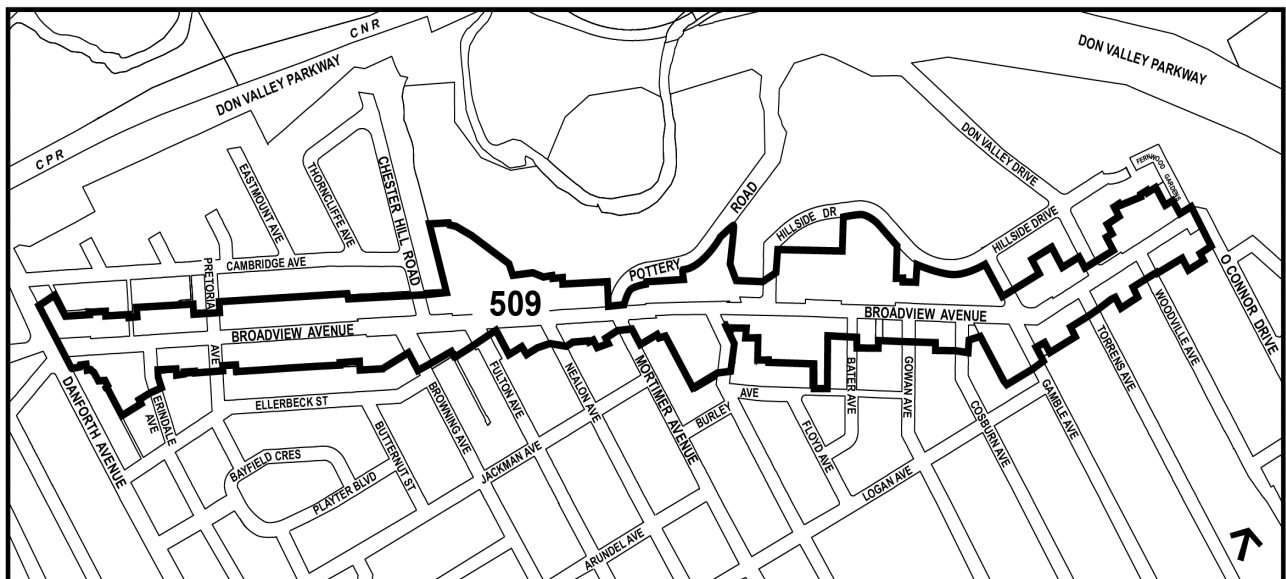 CNR
DON VALLEY PARKWAY
CPR
DON VALLEY PARKWAY
EASTMOUNT AVE
THORNCLIFFE AVE
CHESTER HILL ROAD
DON VALLEY DRIVE
FERNWOOD
GARDENS
ROAD
HILLSIDE DR
HILLSIDE DRIVE
PRETORIA
CAMBRIDGE AVE
POTTERY
O CONNOR DRIVE
509
BROADVIEW AVENUE
BROADVIEW AVENUE
AVE
DANFORTH AVENUE
ERINDALE
AVE
ELLERBECK ST
BUTTERNUT ST
BROWNING AVE
FULTON AVE
NEALON AVE
MORTIMER AVENUE
BURLEY
AVE
FLOYD AVE
BATER AVE
GOWAN AVE
COSBURN AVE
GAMBLE AVE
TORRENS AVE
WOODVILLE AVE
BAYFIELD CRES
PLAYTER BLVD
JACKMAN AVE
LOGAN AVE
ARUNDEL AVE